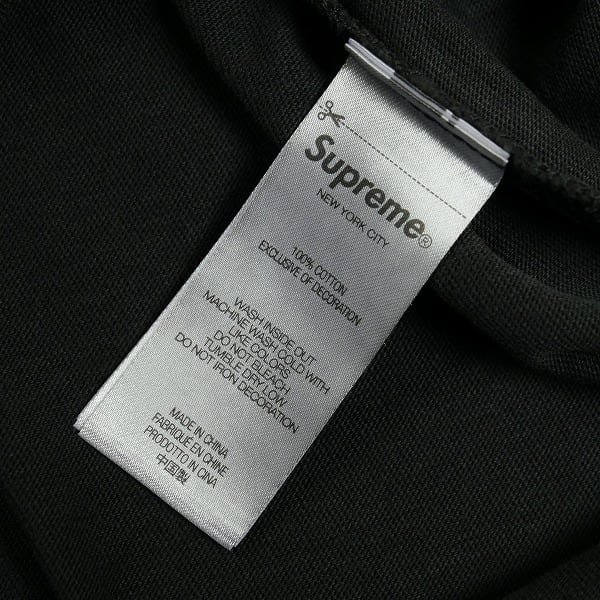 Supreme®
NEW YORK CITY
100% COTTON
EXCLUSIVE OF DECORATION
WASH INSIDE OUT
MACHINE WASH COLD WITH
LIKE COLORS
DO NOT BLEACH
TUMBLE DRY LOW
DO NOT IRON DECORATION
MADE IN CHINA
FABRIQUÉ EN CHINE
PRODOTTO IN CINA
中国製